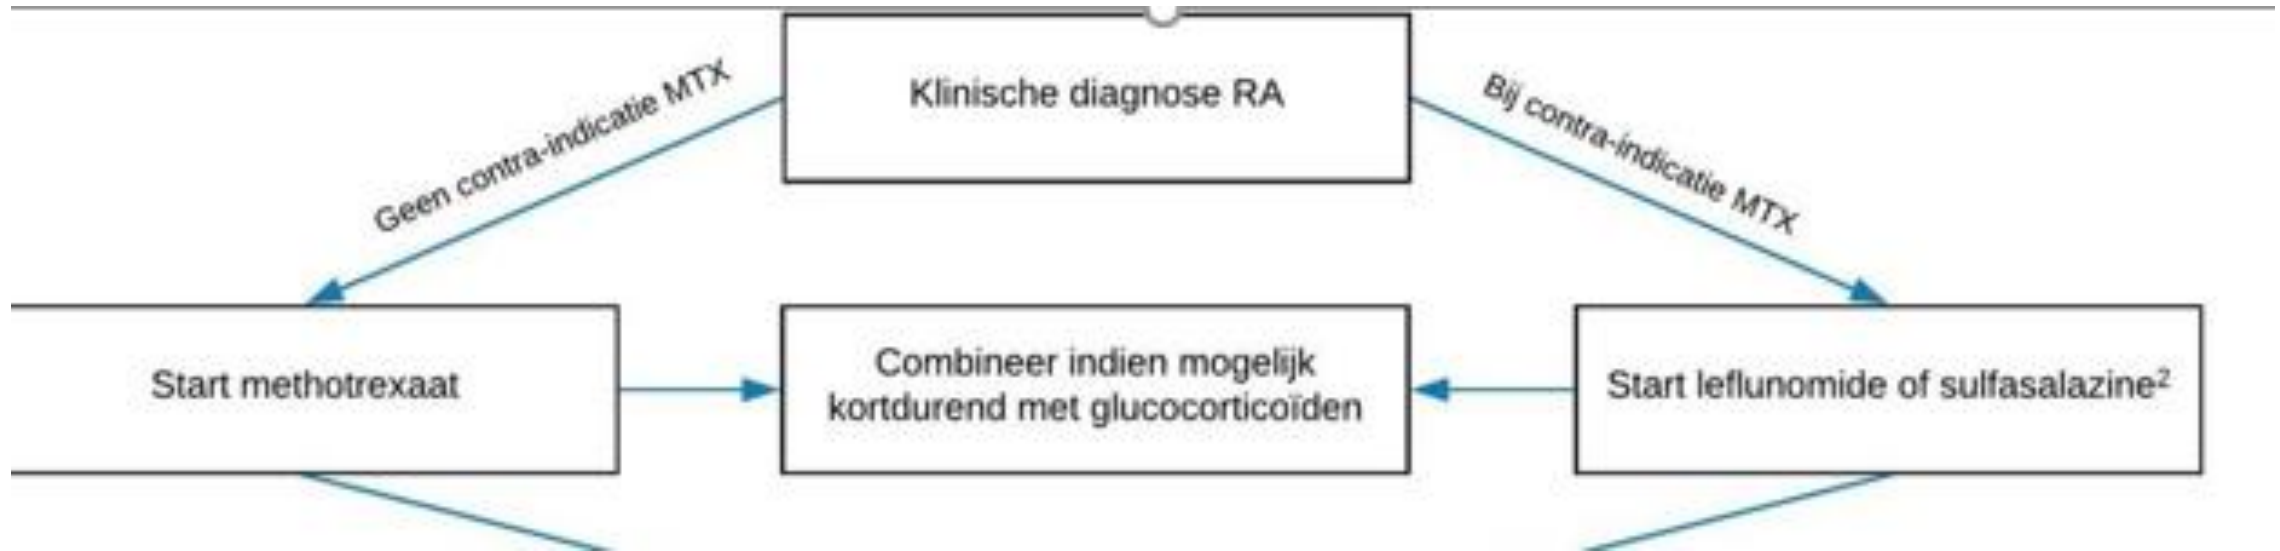 Klinische diagnose RA
Geen contra-indicatie MTX
Bij contra-indicatie MTX
Start methotrexaat
Combineer indien mogelijk
kortdurend met glucocorticoïden
Start leflunomide of sulfasalazine²